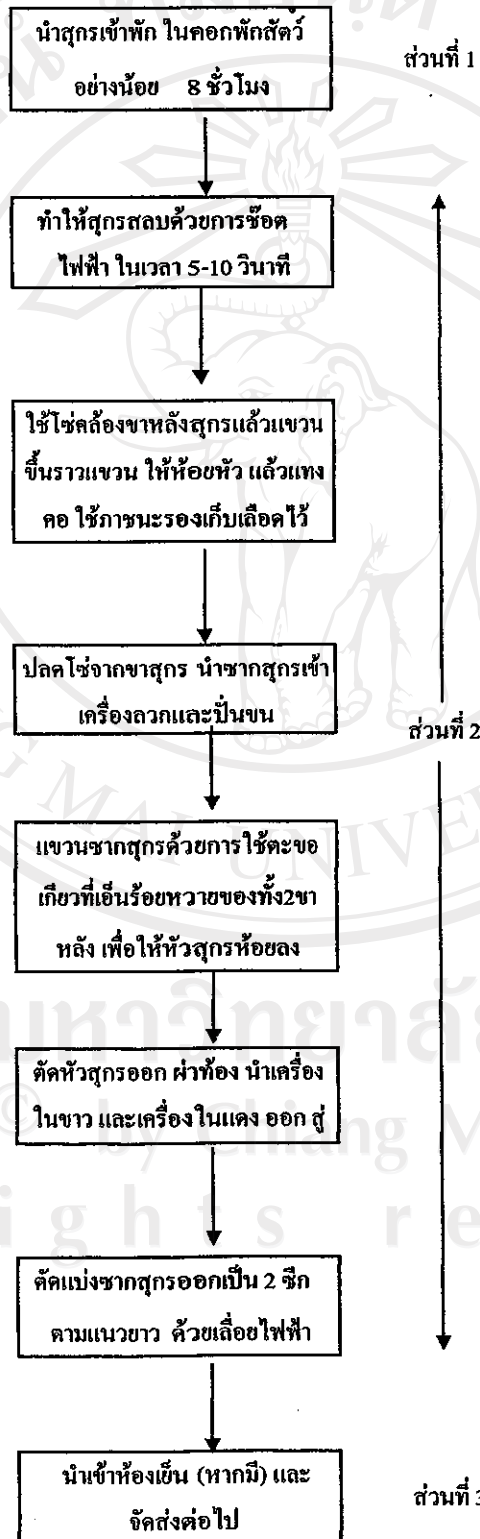 นำสุกรเข้าพัก ในคอกพักสัตว์
อย่างน้อย 8 ชั่วโมง
ส่วนที่ 1
ทำให้สุกรสลบด้วยการช๊อต
ไฟฟ้า ในเวลา 5-10 วินาที
ใช้โซ่คล้องขาหลังสุกรแล้วแขวน
ขึ้นราวแขวน ให้ห้อยหัว แล้วแทง
คอ ใช้ภาชนะรองเก็บเลือดไว้
ปลดโซ่จากขาสุกร นำซากสุกรเข้า
เครื่องลวกและปั่นขน
ส่วนที่ 2
แขวนซากสุกรด้วยการใช้ตะขอ
เกี่ยวที่เอ็นร้อยหวายของทั้ง2ขา
หลัง เพื่อให้หัวสุกรห้อยลง
ตัดหัวสุกรออก ผ่าท้อง นำเครื่อง
ในขาว และเครื่องในแดง ออก สู่
ตัดแบ่งซากสุกรออกเป็น 2 ซีก
ตามแนวยาว ด้วยเลื่อยไฟฟ้า
นำเข้าห้องเย็น (หากมี) และ
จัดส่งต่อไป
ส่วนที่ 3
มหาวิทยาลัย
© by Chiang M
i g h t s r e
G MAI UNIVE